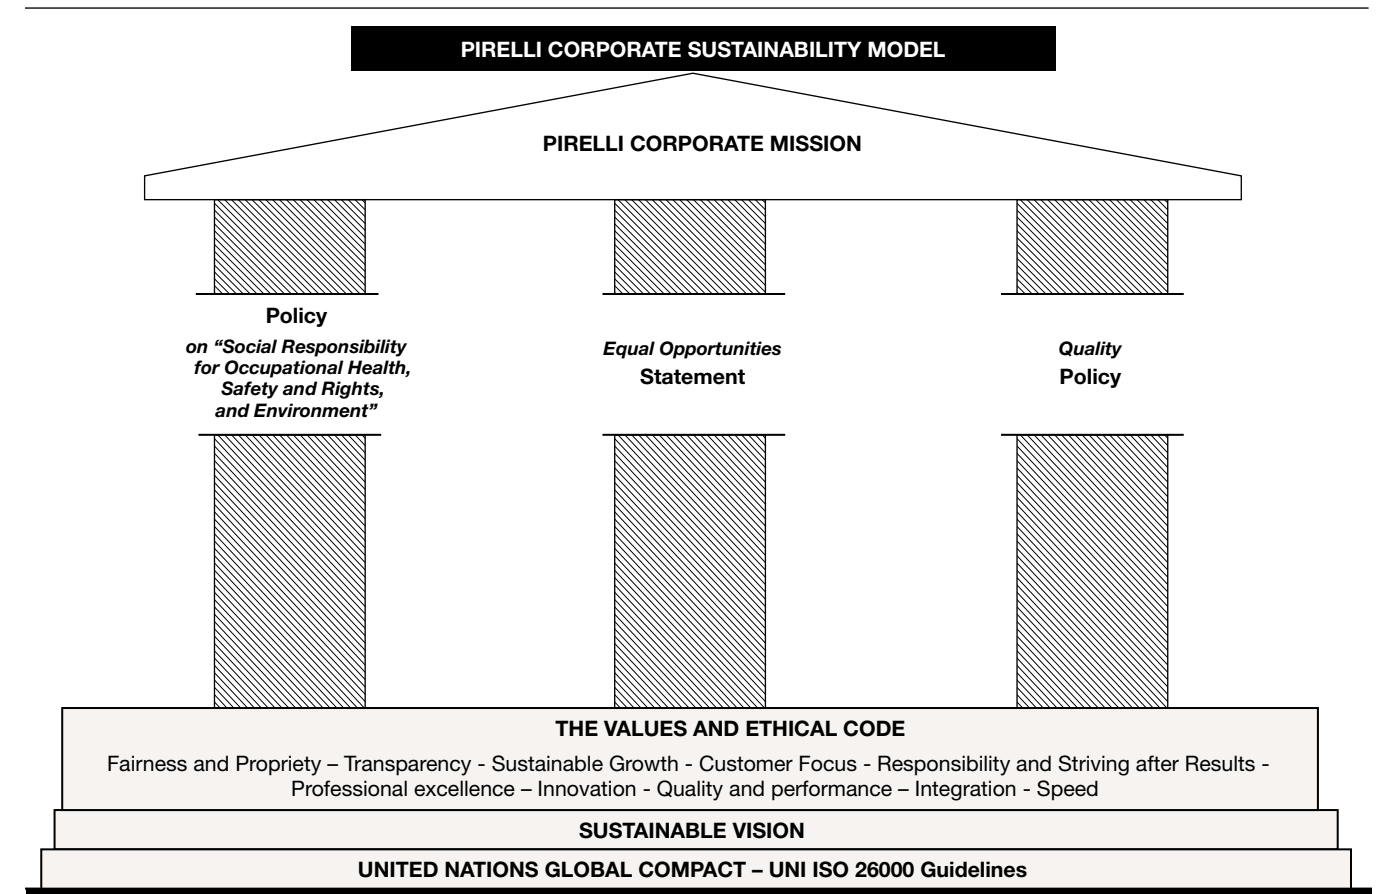 PIRELLI CORPORATE SUSTAINABILITY MODEL
PIRELLI CORPORATE MISSION
Policy
on “Social Responsibility
for Occupational Health,
Safety and Rights,
and Environment”
Equal Opportunities
Statement
Quality
Policy
THE VALUES AND ETHICAL CODE
Fairness and Propriety – Transparency - Sustainable Growth - Customer Focus - Responsibility and Striving after Results -
Professional excellence – Innovation - Quality and performance – Integration - Speed
SUSTAINABLE VISION
UNITED NATIONS GLOBAL COMPACT – UNI ISO 26000 Guidelines